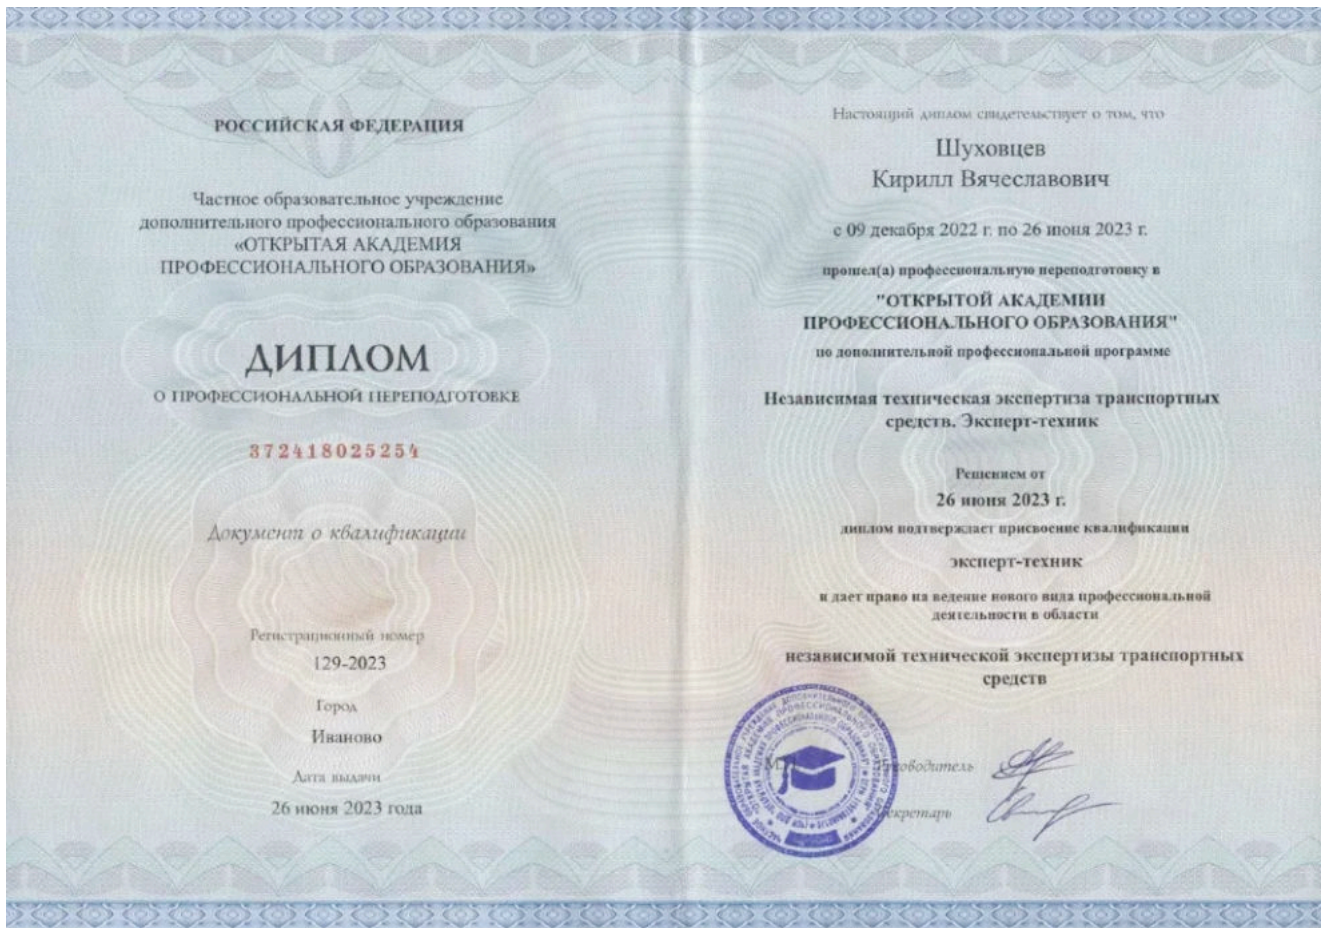 РОССИЙСКАЯ ФЕДЕРАЦИЯ
Частное образовательное учреждение
дополнительного профессионального образования
«ОТКРЫТАЯ АКАДЕМИЯ
ПРОФЕССИОНАЛЬНОГО ОБРАЗОВАНИЯ»
ДИПЛОМ
О ПРОФЕССИОНАЛЬНОЙ ПЕРЕПОДГОТОВКЕ
372418025254
Документ о квалификации
Регистрационный номер
129-2023
Город
Иваново
Дата выдачи
26 июня 2023 года
Настоящий диплом свидетельствует о том, что
Шуховцев
Кирилл Вячеславович
с 09 декабря 2022 г. по 26 июня 2023 г.
прошел(а) профессиональную переподготовку в
"ОТКРЫТОЙ АКАДЕМИИ
ПРОФЕССИОНАЛЬНОГО ОБРАЗОВАНИЯ"
по дополнительной профессиональной программе
Независимая техническая экспертиза транспортных
средств. Эксперт-техник
Решением от
26 июня 2023 г.
диплом подтверждает присвоение квалификации
эксперт-техник
и дает право на ведение нового вида профессиональной
деятельности в области
независимой технической экспертизы транспортных
средств
Руководитель
Секретарь